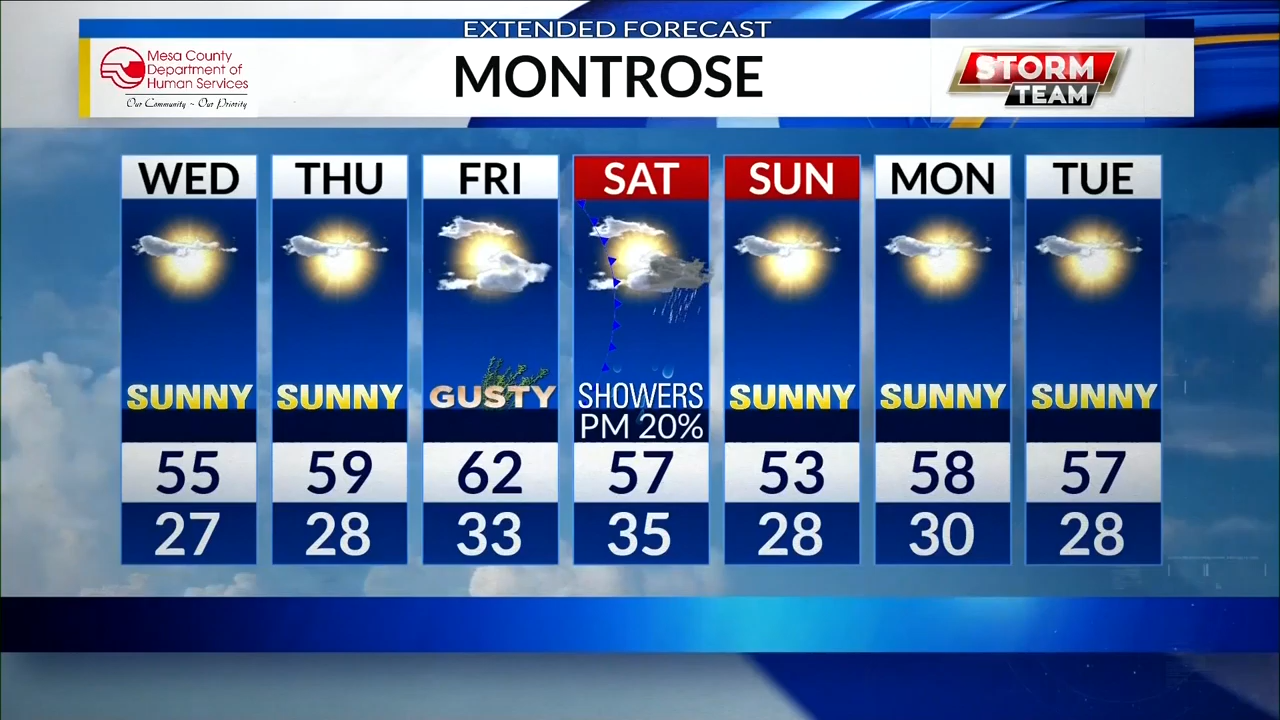 EXTENDED FORECAST
Mesa County
Department of
Human Services
Our Community ~ Our Priority
MONTROSE
STORM
TEAM
WED THU FRI SAT SUN MON TUE
SUNNY SUNNY GUSTY SHOWERS SUNNY SUNNY SUNNY
PM 20%
55 59 62 57 53 58 57
27 28 33 35 28 30 28